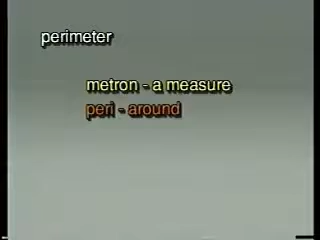 perimeter
metron - a measure
peri - around